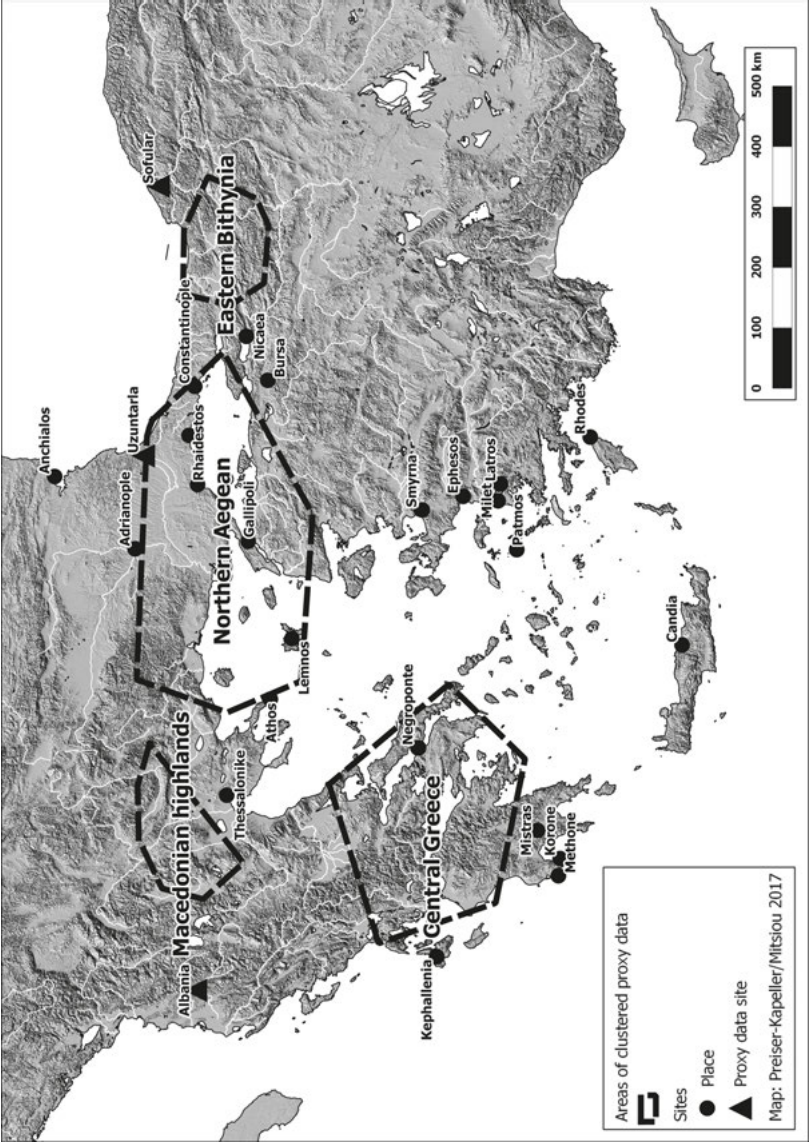 Anchialos
Sofular
Adrianople
Uzuntarla
Constantinople
Rhaidestos
Eastern Bithynia
Nicaea
Bursa
Northern Aegean
Gallipoli
Lemnos
Athos
Macedonian highlands
Albania
Thessalonike
Smyrna
Ephesos
Milet
Latros
Patmos
Rhodes
Negroponte
Central Greece
Kephallenia
Mistras
Korone
Methone
Candia
Areas of clustered proxy data
Sites
Place
Proxy data site
Map: Preiser-Kapeller/Mitsiou 2017
0 100 200 300 400 500 km